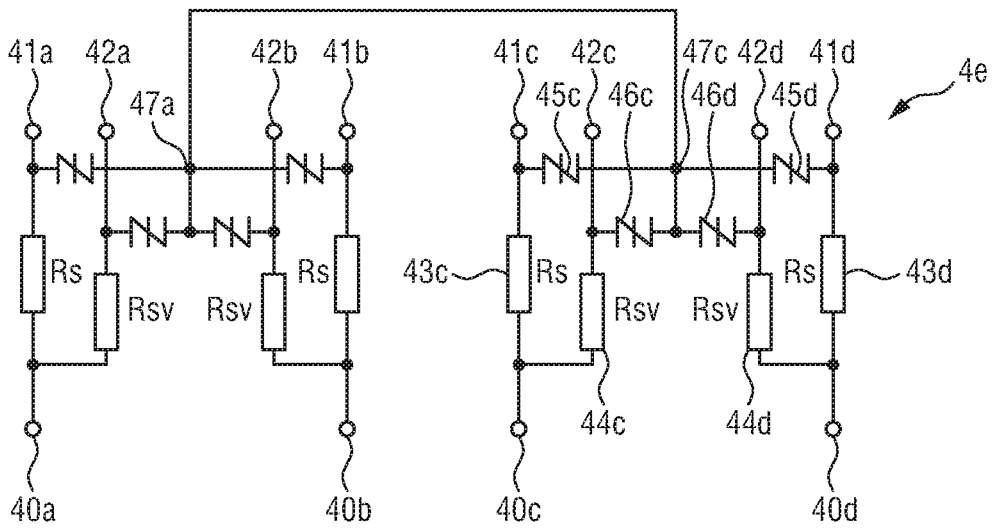 41a 42a 42b 41b 41c 42c 47c 42d 41d
4e
47a 45c 46c 46d 45d
Rs Rs 43c Rs Rs 43d
Rsv Rsv Rsv Rsv
44c 44d
40a 40b 40c 40d